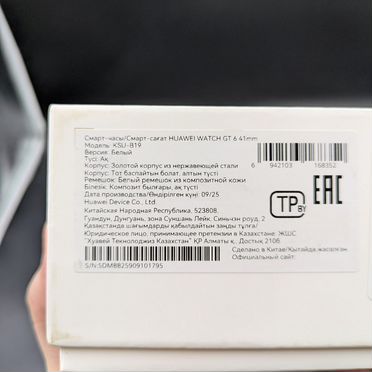 Смарт-часы/Смарт-сағат HUAWEI WATCH GT 6 41mm
Модель: KSU-B19
Версия: Белый
Түсі: Ақ
Корпус: Золотой корпус из нержавеющей стали
Корпус: Тот баспайтын болат, алтын түсті
Ремешок: Белый ремешок из композитной кожи
Білезік: Композит былғары, ақ түсті
Дата производства/Өндірілген күні: 09/25
Huawei Device Co., Ltd.
Китайская Народная Республика, 523808,
Гуандун, Дунгуань, зона Суншань Лейк, Синьчэн роуд, 2
Қазақстанда шағымдарды қабылдайтын заңды тұлға/
Юридическое лицо, принимающее претензии в Казахстане: ЖШС
"Хуавей Текнолоджиз Казахстан" ҚР Алматы қ., Достық 210б
Сделано в Китае/Қытайда жасалған
Официальный сайт:
S/N:SDMBB25909101795
6 942103 168352
TP BY
EAC